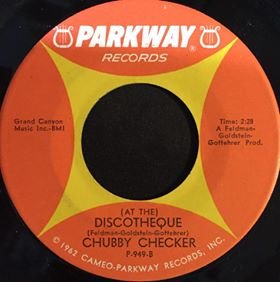 PARKWAY
RECORDS
Grand Canyon
Music Inc.-BMI
Time: 2:28
A Feldman-
Goldstein-
Gottehrer Prod.
(AT THE)
DISCOTHEQUE
(Feldman-Goldstein-Gottehrer)
CHUBBY CHECKER
P-949-B
© 1962 CAMEO-PARKWAY RECORDS, INC.